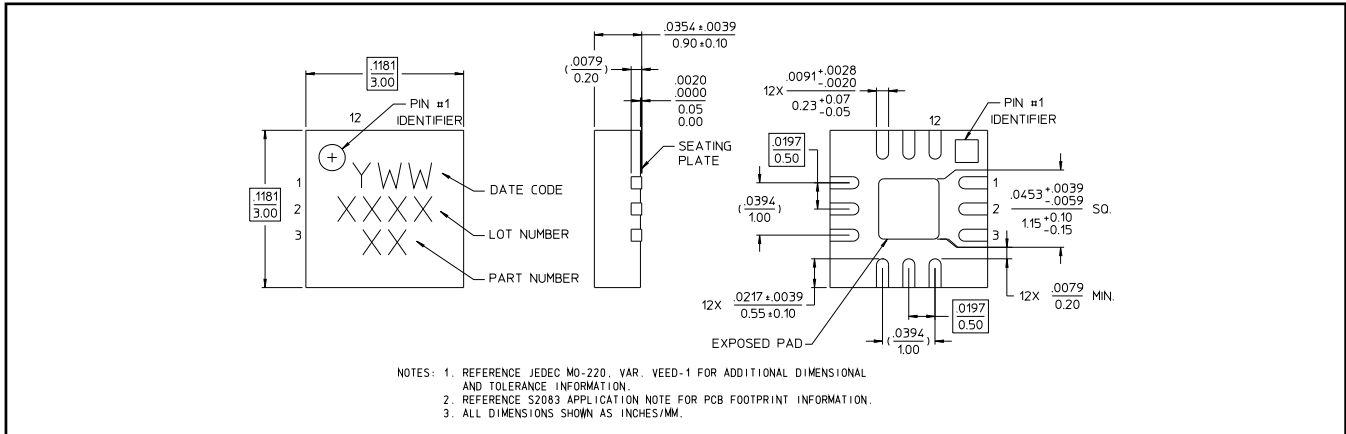 .1181
3.00
12
PIN #1
IDENTIFIER
.1181
3.00
1
2
3
YWW
XXXX
XX
DATE CODE
LOT NUMBER
PART NUMBER
.0354 ±.0039
0.90 ±0.10
(.0079
0.20)
.0020
.0000
0.05
0.00
SEATING
PLATE
12X .0091 +.0028
-.0020
0.23 +0.07
-0.05
12
PIN #1
IDENTIFIER
.0197
0.50
(.0394
1.00)
1
2
3
.0453 +.0039
-.0059 SQ.
1.15 +0.10
-0.15
12X .0217 ±.0039
0.55 ±0.10
12X .0079 MIN.
0.20
.0197
0.50
(.0394
1.00)
EXPOSED PAD
NOTES: 1. REFERENCE JEDEC MO-220, VAR. VEED-1 FOR ADDITIONAL DIMENSIONAL
AND TOLERANCE INFORMATION.
2. REFERENCE S2083 APPLICATION NOTE FOR PCB FOOTPRINT INFORMATION.
3. ALL DIMENSIONS SHOWN AS INCHES/MM.